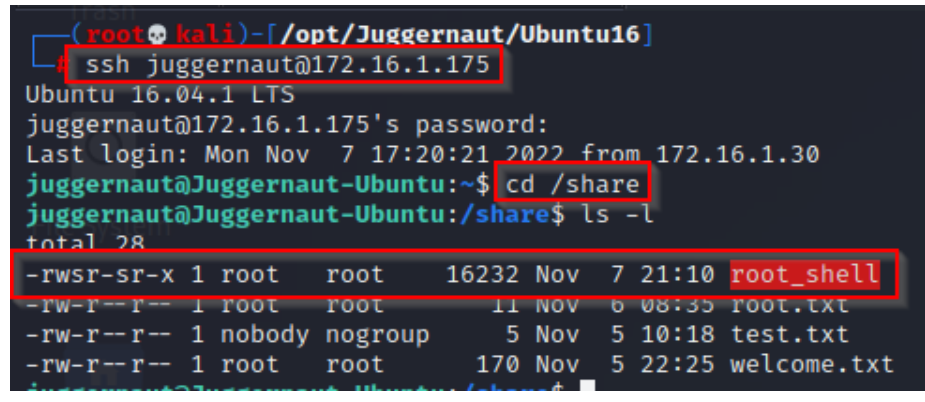 ┌──(root💀kali)-[/opt/Juggernaut/Ubuntu16]
└─# ssh juggernaut@172.16.1.175
Ubuntu 16.04.1 LTS
juggernaut@172.16.1.175's password:
Last login: Mon Nov  7 17:20:21 2022 from 172.16.1.30
juggernaut@Juggernaut-Ubuntu:~$ cd /share
juggernaut@Juggernaut-Ubuntu:/share$ ls -l
total 28
-rwsr-sr-x 1 root   root    16232 Nov  7 21:10 root_shell
-rw-r--r-- 1 root   root       11 Nov  6 08:35 root.txt
-rw-r--r-- 1 nobody nogroup     5 Nov  5 10:18 test.txt
-rw-r--r-- 1 root   root      170 Nov  5 22:25 welcome.txt
juggernaut@Juggernaut-Ubuntu:/share$